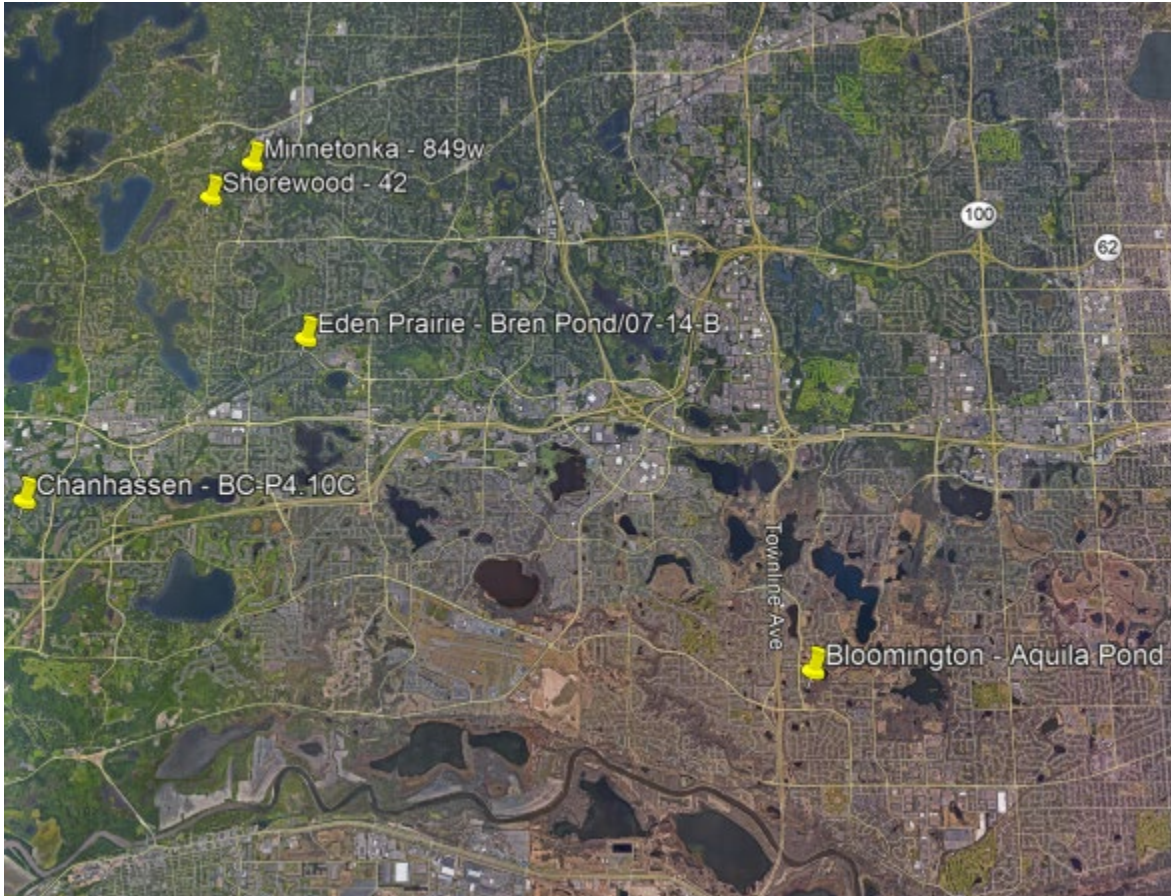 Minnetonka - 849w
Shorewood - 42
100
62
Eden Prairie - Bren Pond/07-14-B
Chanhassen - BC-P4.10C
Townline Ave
Bloomington - Aquila Pond